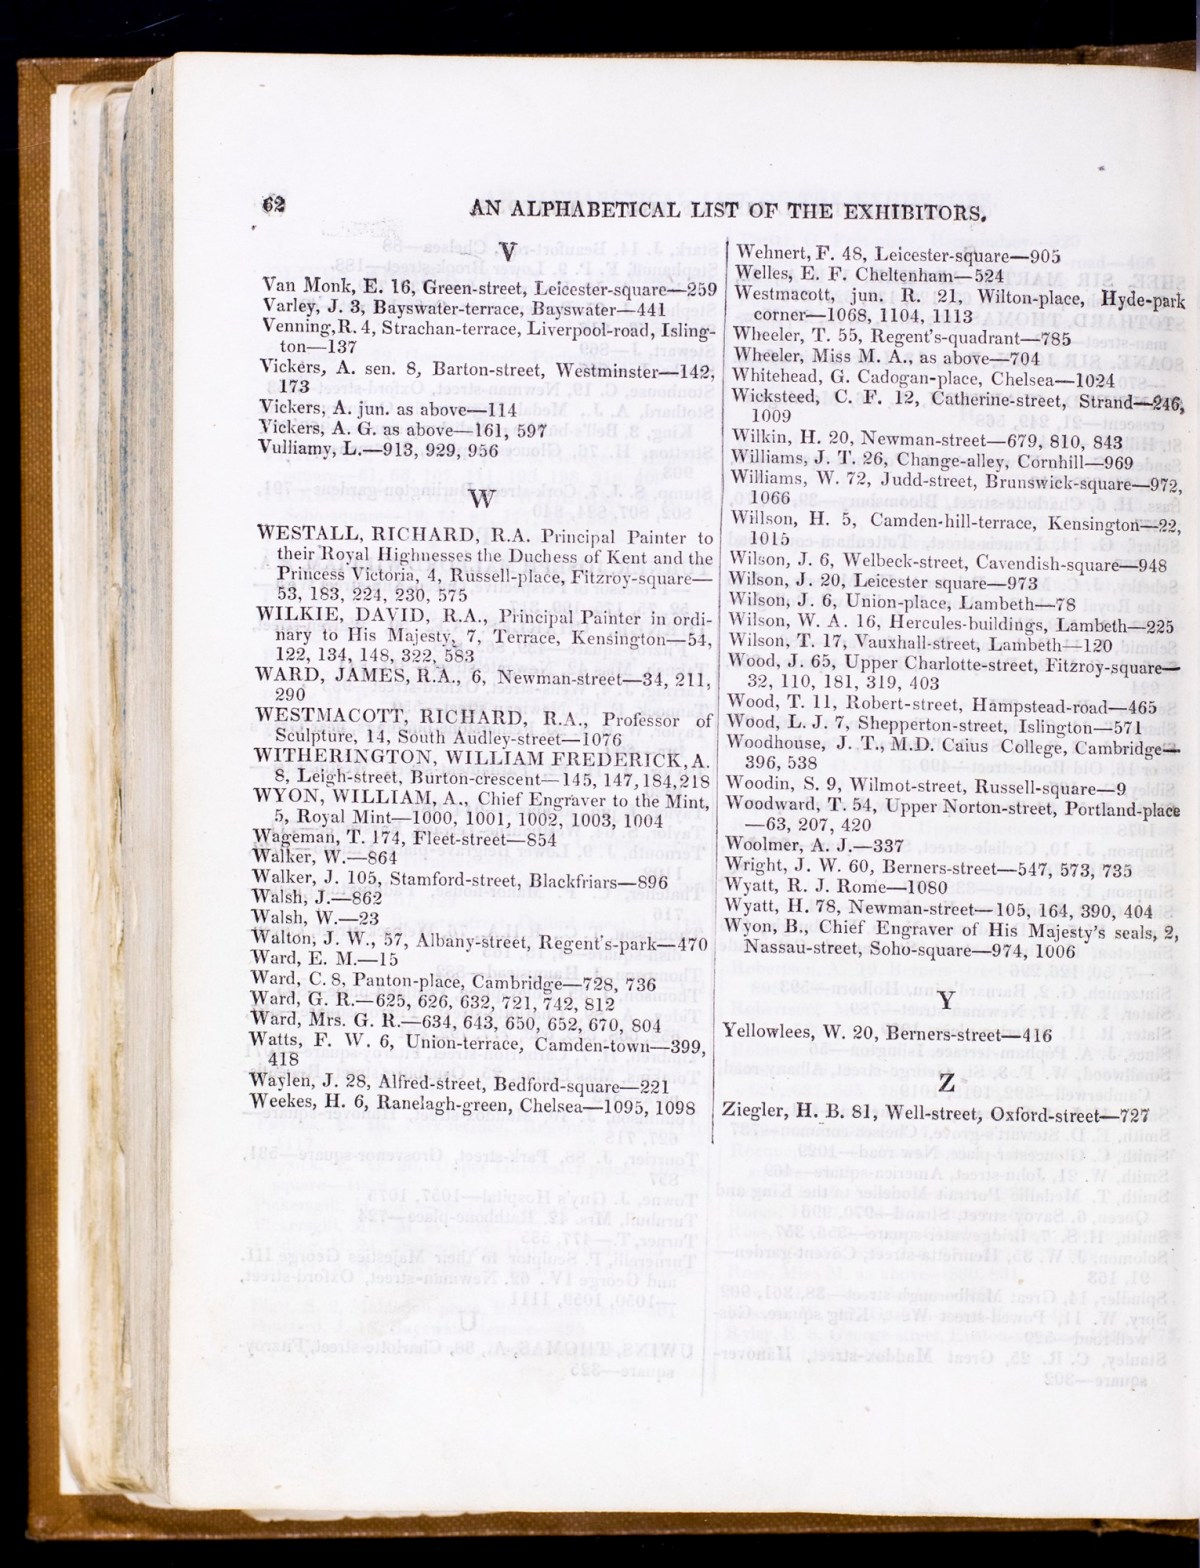 62
AN ALPHABETICAL LIST OF THE EXHIBITORS.
V
Van Monk, E. 16, Green-street, Leicester-square—259
Varley, J. 3, Bayswater-terrace, Bayswater—441
Venning, R. 4, Strachan-terrace, Liverpool-road, Isling-
ton—137
Vickers, A. sen. 8, Barton-street, Westminster—142,
173
Vickers, A. jun. as above—114
Vickers, A. G. as above—161, 597
Vulliamy, L.—913, 929, 956
W
WESTALL, RICHARD, R.A. Principal Painter to
their Royal Highnesses the Duchess of Kent and the
Princess Victoria, 4, Russell-place, Fitzroy-square—
53, 183, 224, 230, 575
WILKIE, DAVID, R.A., Principal Painter in ordi-
nary to His Majesty, 7, Terrace, Kensington—54,
122, 134, 148, 322, 583
WARD, JAMES, R.A., 6, Newman-street—34, 211,
290
WESTMACOTT, RICHARD, R.A., Professor of
Sculpture, 14, South Audley-street—1076
WITHERINGTON, WILLIAM FREDERICK, A.
8, Leigh-street, Burton-crescent—145, 147, 184, 218
WYON, WILLIAM, A., Chief Engraver to the Mint,
5, Royal Mint—1000, 1001, 1002, 1003, 1004
Wageman, T. 174, Fleet-street—854
Walker, W.—864
Walker, J. 105, Stamford-street, Blackfriars—896
Walsh, J.—862
Walsh, W.—23
Walton, J. W., 57, Albany-street, Regent's-park—470
Ward, E. M.—15
Ward, C. 8, Panton-place, Cambridge—728, 736
Ward, G. R.—625, 626, 632, 721, 742, 812
Ward, Mrs. G. R.—634, 643, 650, 652, 670, 804
Watts, F. W. 6, Union-terrace, Camden-town—399,
418
Waylen, J. 28, Alfred-street, Bedford-square—221
Weekes, H. 6, Ranelagh-green, Chelsea—1095, 1098
Wehnert, F. 48, Leicester-square—905
Welles, E. F. Cheltenham—524
Westmacott, jun. R. 21, Wilton-place, Hyde-park
corner—1068, 1104, 1113
Wheeler, T. 55, Regent's-quadrant—785
Wheeler, Miss M. A., as above—704
Whitehead, G. Cadogan-place, Chelsea—1024
Wicksteed, C. F. 12, Catherine-street, Strand—246,
1009
Wilkin, H. 20, Newman-street—679, 810, 843
Williams, J. T. 26, Change-alley, Cornhill—969
Williams, W. 72, Judd-street, Brunswick-square—972,
1066
Willson, H. 5, Camden-hill-terrace, Kensington—22,
1015
Wilson, J. 6, Welbeck-street, Cavendish-square—948
Wilson, J. 20, Leicester square—973
Wilson, J. 6, Union-place, Lambeth—78
Wilson, W. A. 16, Hercules-buildings, Lambeth—225
Wilson, T. 17, Vauxhall-street, Lambeth—120
Wood, J. 65, Upper Charlotte-street, Fitzroy-square—
32, 110, 181, 319, 403
Wood, T. 11, Robert-street, Hampstead-road—465
Wood, L. J. 7, Shepperton-street, Islington—571
Woodhouse, J. T., M.D. Caius College, Cambridge—
396, 538
Woodin, S. 9, Wilmot-street, Russell-square—9
Woodward, T. 54, Upper Norton-street, Portland-place
—63, 207, 420
Woolmer, A. J.—337
Wright, J. W. 60, Berners-street—547, 573, 735
Wyatt, R. J. Rome—1080
Wyatt, H. 78, Newman-street—105, 164, 390, 404
Wyon, B., Chief Engraver of His Majesty's seals, 2,
Nassau-street, Soho-square—974, 1006
Y
Yellowlees, W. 20, Berners-street—416
Z
Ziegler, H. B. 81, Well-street, Oxford-street—727